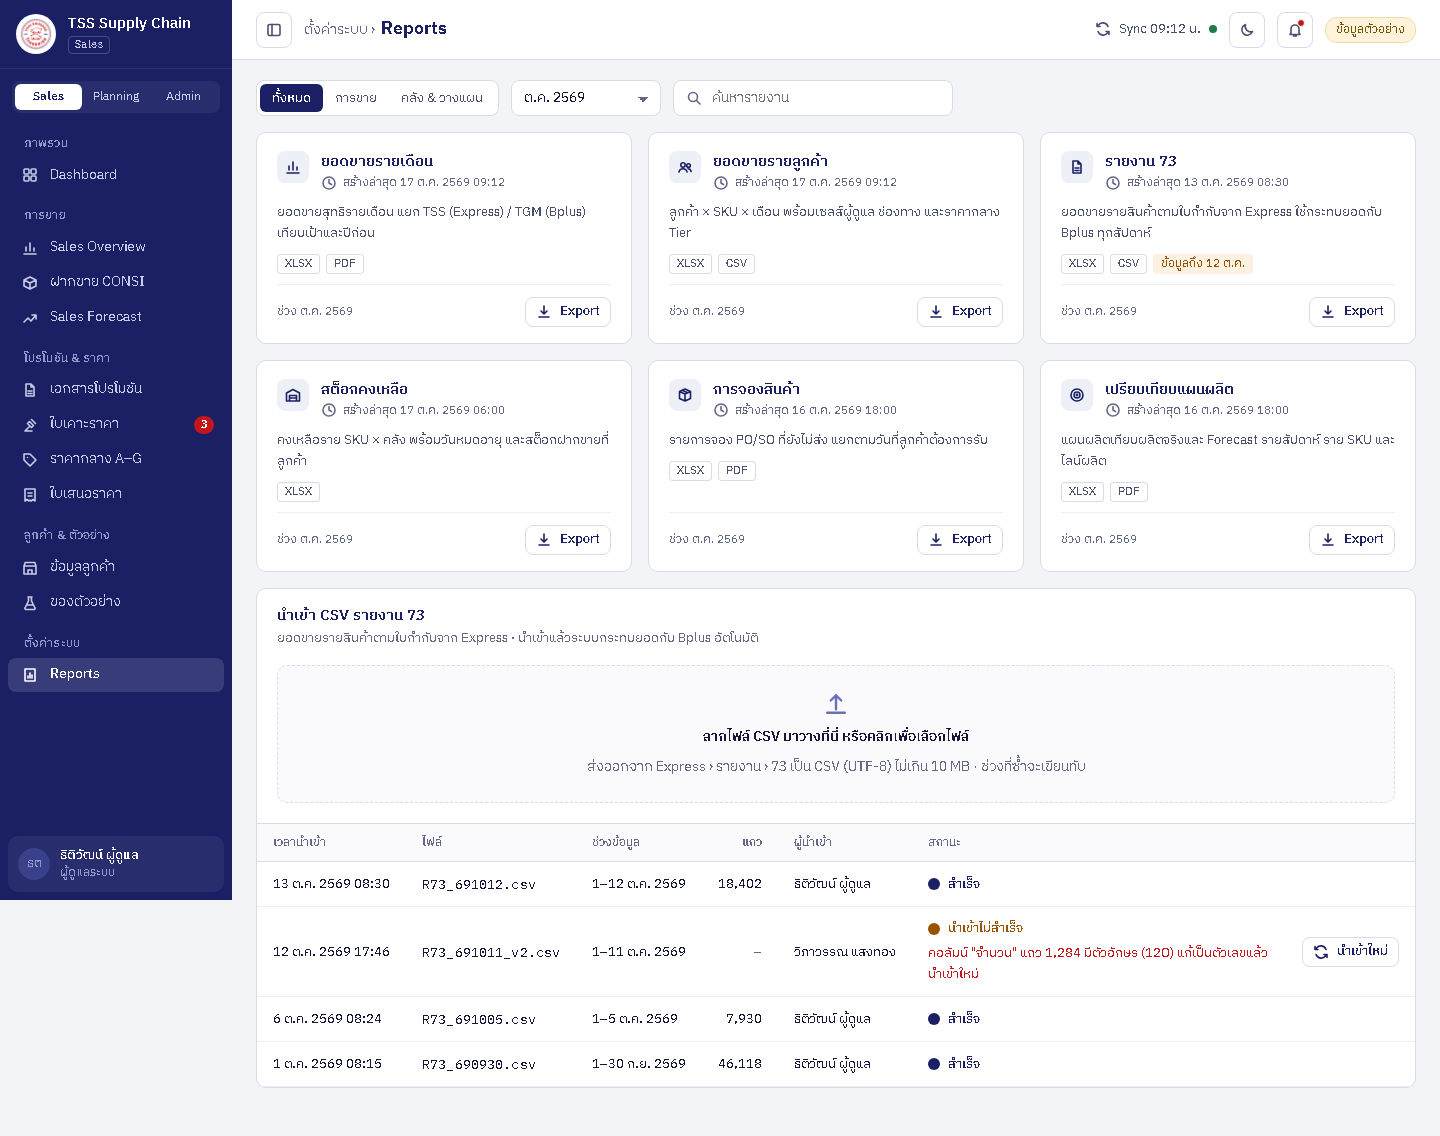 TSS Supply Chain
Sales
Sales Planning Admin
ภาพรวม
Dashboard
การขาย
Sales Overview
ฝากขาย CONSI
Sales Forecast
โปรโมชัน & ราคา
เอกสารโปรโมชัน
ใบเคาะราคา 3
ราคากลาง A–G
ใบเสนอราคา
ลูกค้า & ตัวอย่าง
ข้อมูลลูกค้า
ของตัวอย่าง
ตั้งค่าระบบ
Reports
ธต
ธิติวัฒน์ ผู้ดูแล
ผู้ดูแลระบบ
ตั้งค่าระบบ › Reports
Sync 09:12 น.
ข้อมูลตัวอย่าง
ทั้งหมด การขาย คลัง & วางแผน
ต.ค. 2569
ค้นหารายงาน
ยอดขายรายเดือน
สร้างล่าสุด 17 ต.ค. 2569 09:12
ยอดขายสุทธิรายเดือน แยก TSS (Express) / TGM (Bplus)
เทียบเป้าและปีก่อน
XLSX PDF
ช่วง ต.ค. 2569 Export
ยอดขายรายลูกค้า
สร้างล่าสุด 17 ต.ค. 2569 09:12
ลูกค้า × SKU × เดือน พร้อมเซลส์ผู้ดูแล ช่องทาง และราคากลาง
Tier
XLSX CSV
ช่วง ต.ค. 2569 Export
รายงาน 73
สร้างล่าสุด 13 ต.ค. 2569 08:30
ยอดขายรายสินค้าตามใบกำกับจาก Express ใช้กระทบยอดกับ
Bplus ทุกสัปดาห์
XLSX CSV ข้อมูลถึง 12 ต.ค.
ช่วง ต.ค. 2569 Export
สต็อกคงเหลือ
สร้างล่าสุด 17 ต.ค. 2569 06:00
คงเหลือราย SKU × คลัง พร้อมวันหมดอายุ และสต็อกฝากขายที่
ลูกค้า
XLSX
ช่วง ต.ค. 2569 Export
การจองสินค้า
สร้างล่าสุด 16 ต.ค. 2569 18:00
รายการจอง PO/SO ที่ยังไม่ส่ง แยกตามวันที่ลูกค้าต้องการรับ
XLSX PDF
ช่วง ต.ค. 2569 Export
เปรียบเทียบแผนผลิต
สร้างล่าสุด 16 ต.ค. 2569 18:00
แผนผลิตเทียบผลิตจริงและ Forecast รายสัปดาห์ ราย SKU และ
ไลน์ผลิต
XLSX PDF
ช่วง ต.ค. 2569 Export
นำเข้า CSV รายงาน 73
ยอดขายรายสินค้าตามใบกำกับจาก Express · นำเข้าแล้วระบบกระทบยอดกับ Bplus อัตโนมัติ
ลากไฟล์ CSV มาวางที่นี่ หรือคลิกเพื่อเลือกไฟล์
ส่งออกจาก Express › รายงาน › 73 เป็น CSV (UTF-8) ไม่เกิน 10 MB · ช่วงที่ซ้ำจะเขียนทับ
เวลานำเข้า ไฟล์ ช่วงข้อมูล แถว ผู้นำเข้า สถานะ
13 ต.ค. 2569 08:30 R73_691012.csv 1–12 ต.ค. 2569 18,402 ธิติวัฒน์ ผู้ดูแล สำเร็จ
12 ต.ค. 2569 17:46 R73_691011_v2.csv 1–11 ต.ค. 2569 – วิภาวรรณ แสงทอง นำเข้าไม่สำเร็จ
คอลัมน์ "จำนวน" แถว 1,284 มีตัวอักษร (12O) แก้เป็นตัวเลขแล้ว
นำเข้าใหม่
นำเข้าใหม่
6 ต.ค. 2569 08:24 R73_691005.csv 1–5 ต.ค. 2569 7,930 ธิติวัฒน์ ผู้ดูแล สำเร็จ
1 ต.ค. 2569 08:15 R73_690930.csv 1–30 ก.ย. 2569 46,118 ธิติวัฒน์ ผู้ดูแล สำเร็จ